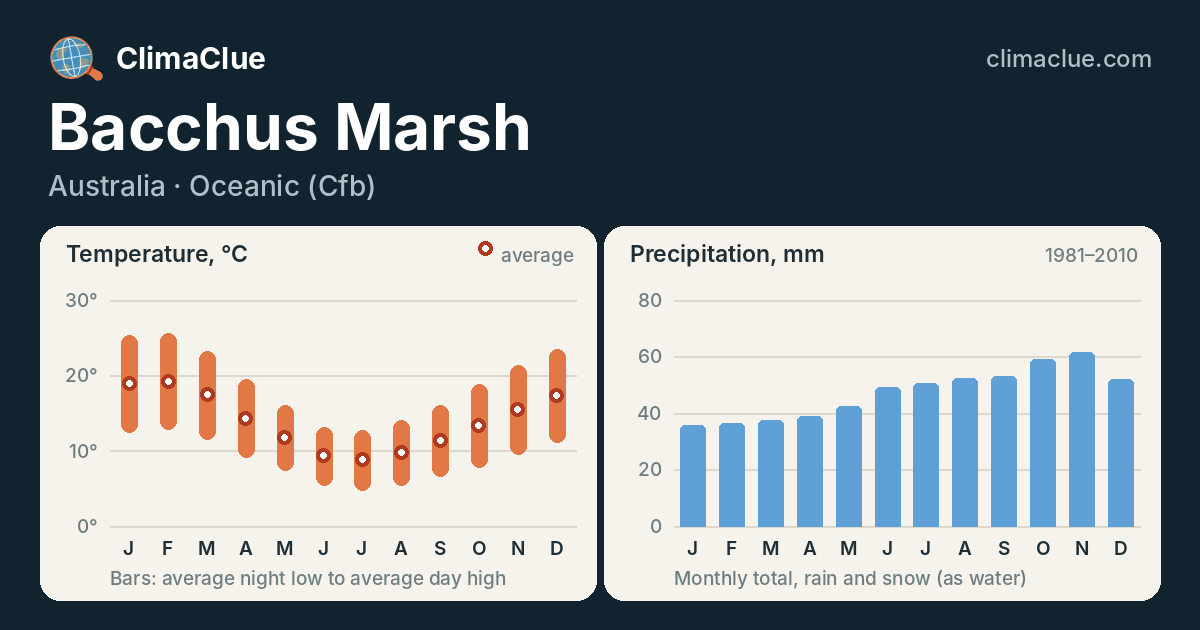 ClimaClue
climaclue.com
Bacchus Marsh
Australia · Oceanic (Cfb)
Temperature, °C
average
30°
20°
10°
0°
J F M A M J J A S O N D
Bars: average night low to average day high
Precipitation, mm
1981–2010
80
60
40
20
0
J F M A M J J A S O N D
Monthly total, rain and snow (as water)